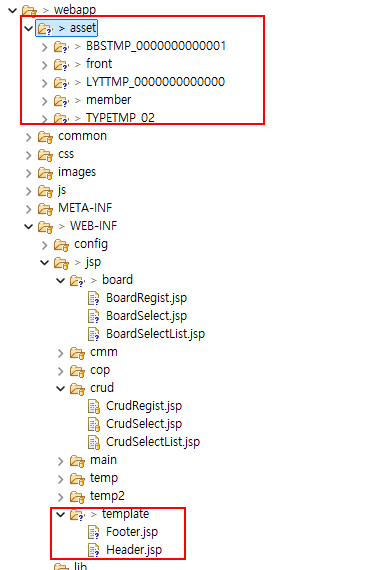 > webapp
> asset
> BBSTMP_0000000000001
> front
> LYTTMP_0000000000000
> member
> TYPETMP_02
common
css
images
js
META-INF
> WEB-INF
config
> jsp
> board
BoardRegist.jsp
BoardSelect.jsp
BoardSelectList.jsp
cmm
cop
crud
CrudRegist.jsp
CrudSelect.jsp
CrudSelectList.jsp
main
temp
temp2
> template
Footer.jsp
Header.jsp
lib